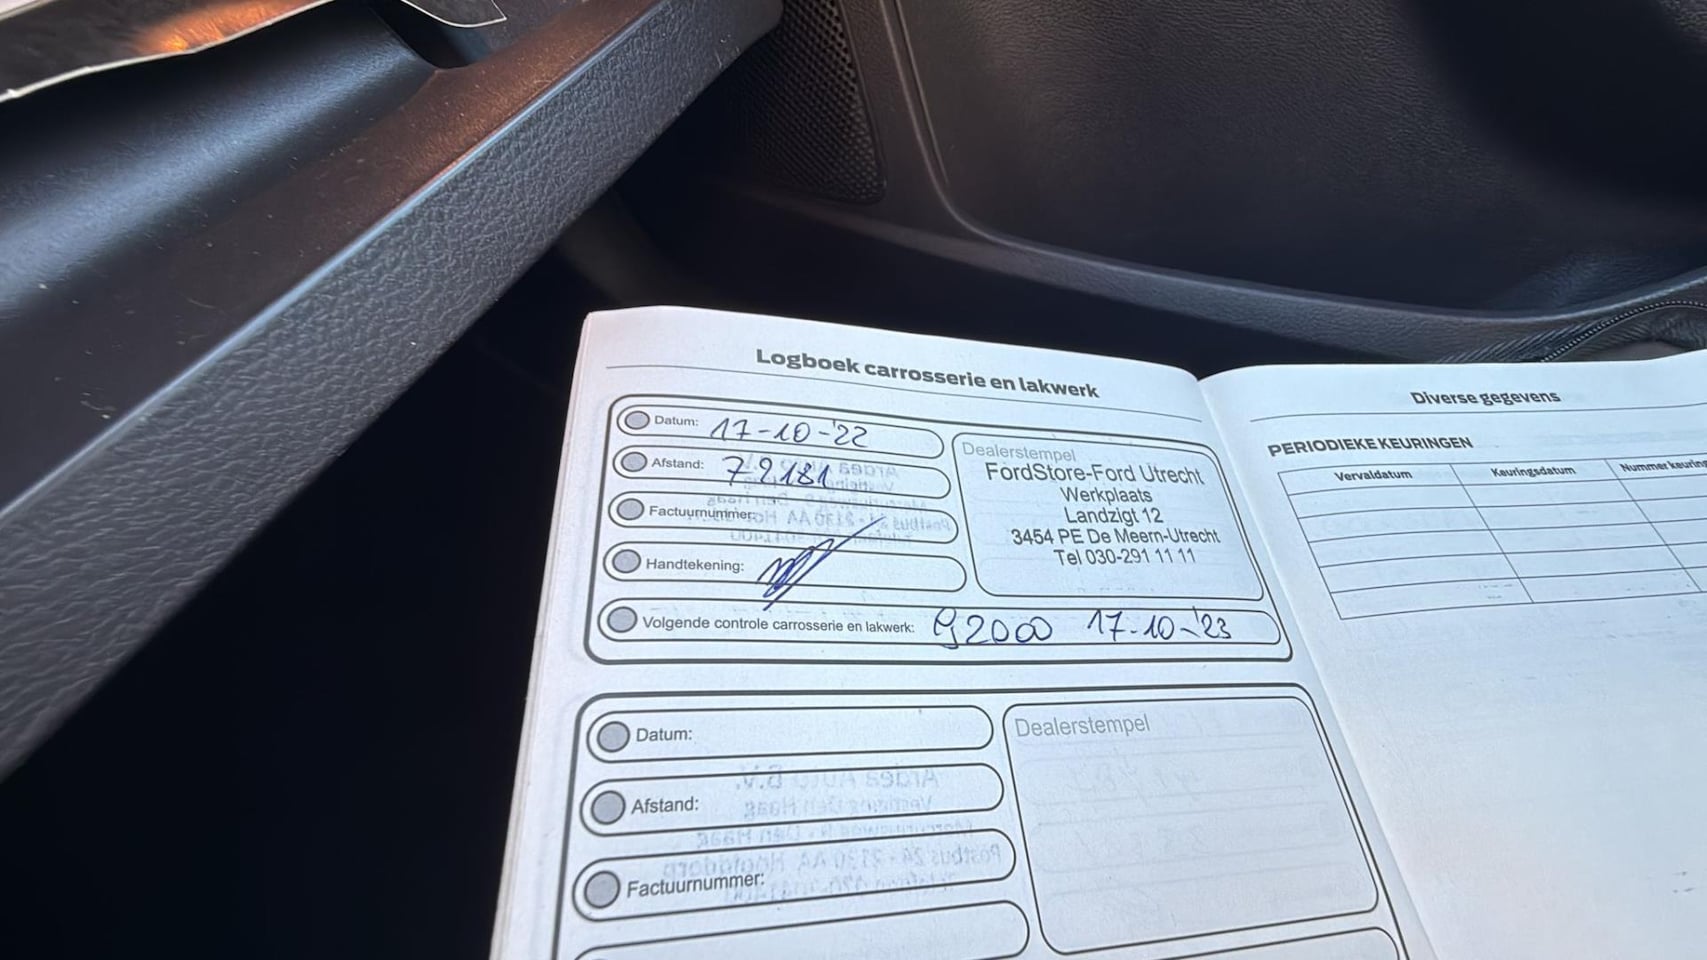 Logboek carrosserie en lakwerk
Datum: 17-10-'22
Afstand: 72181
Factuurnummer:
Handtekening:
Dealerstempel
FordStore-Ford Utrecht
Werkplaats
Landzigt 12
3454 PE De Meern-Utrecht
Tel 030-291 11 11
Volgende controle carrosserie en lakwerk: 92000 17-10-'23
Datum:
Afstand:
Factuurnummer:
Dealerstempel
Diverse gegevens
PERIODIEKE KEURINGEN
Vervaldatum Keuringsdatum Nummer keuring